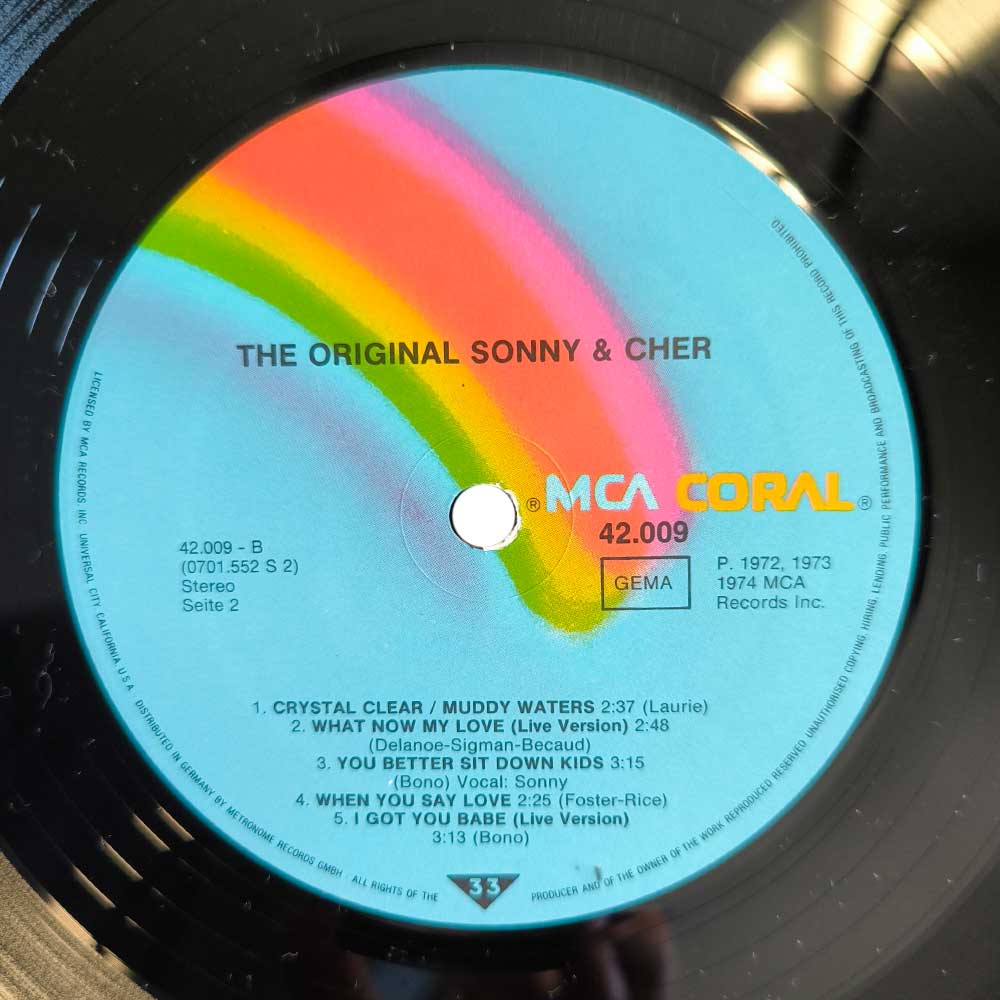 THE ORIGINAL SONNY & CHER
® MCA CORAL ®
42.009
GEMA
P. 1972, 1973
1974 MCA
Records Inc.
42.009 - B
(0701.552 S 2)
Stereo
Seite 2
1. CRYSTAL CLEAR / MUDDY WATERS 2:37 (Laurie)
2. WHAT NOW MY LOVE (Live Version) 2:48
(Delanoe-Sigman-Becaud)
3. YOU BETTER SIT DOWN KIDS 3:15
(Bono) Vocal: Sonny
4. WHEN YOU SAY LOVE 2:25 (Foster-Rice)
5. I GOT YOU BABE (Live Version)
3:13 (Bono)
LICENSED BY MCA RECORDS INC. UNIVERSAL CITY, CALIFORNIA, U.S.A. DISTRIBUTED IN GERMANY BY METRONOME RECORDS GMBH · ALL RIGHTS OF THE
33
PRODUCER AND OF THE OWNER OF THE WORK REPRODUCED RESERVED. UNAUTHORISED COPYING, HIRING, LENDING, PUBLIC PERFORMANCE AND BROADCASTING OF THIS RECORD PROHIBITED